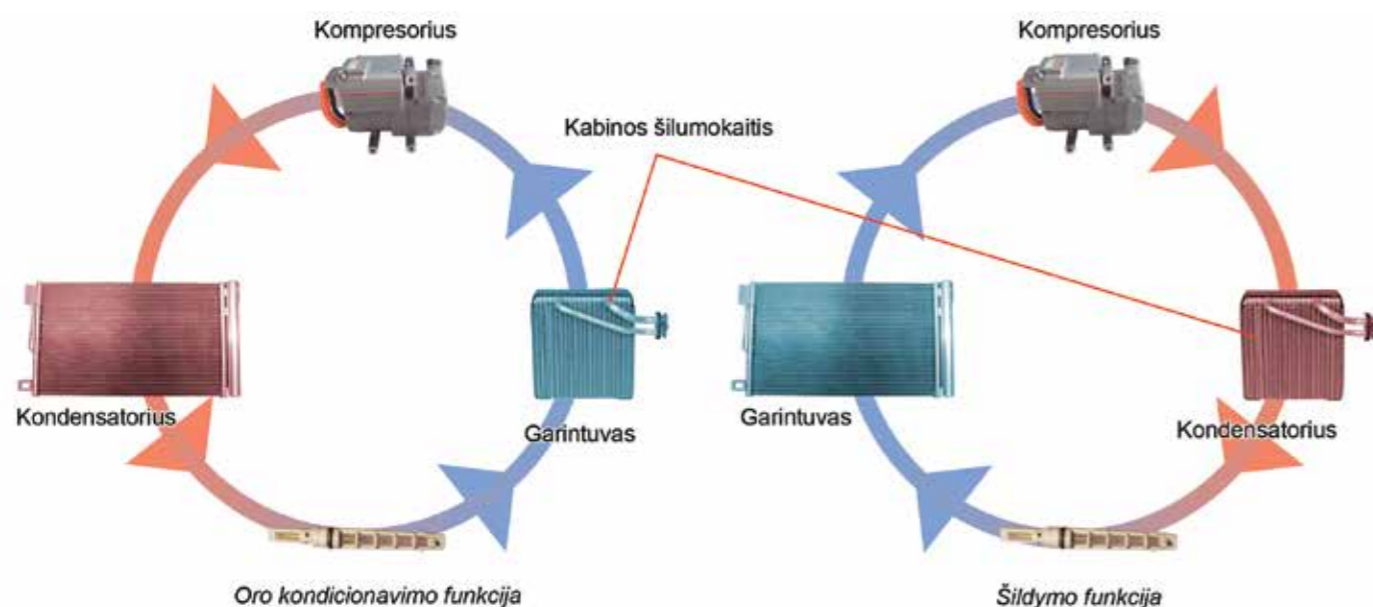 Kompresorius
Kompresorius
Kabinos šilumokaitis
Kondensatorius
Garintuvas
Garintuvas
Kondensatorius
Oro kondicionavimo funkcija
Šildymo funkcija